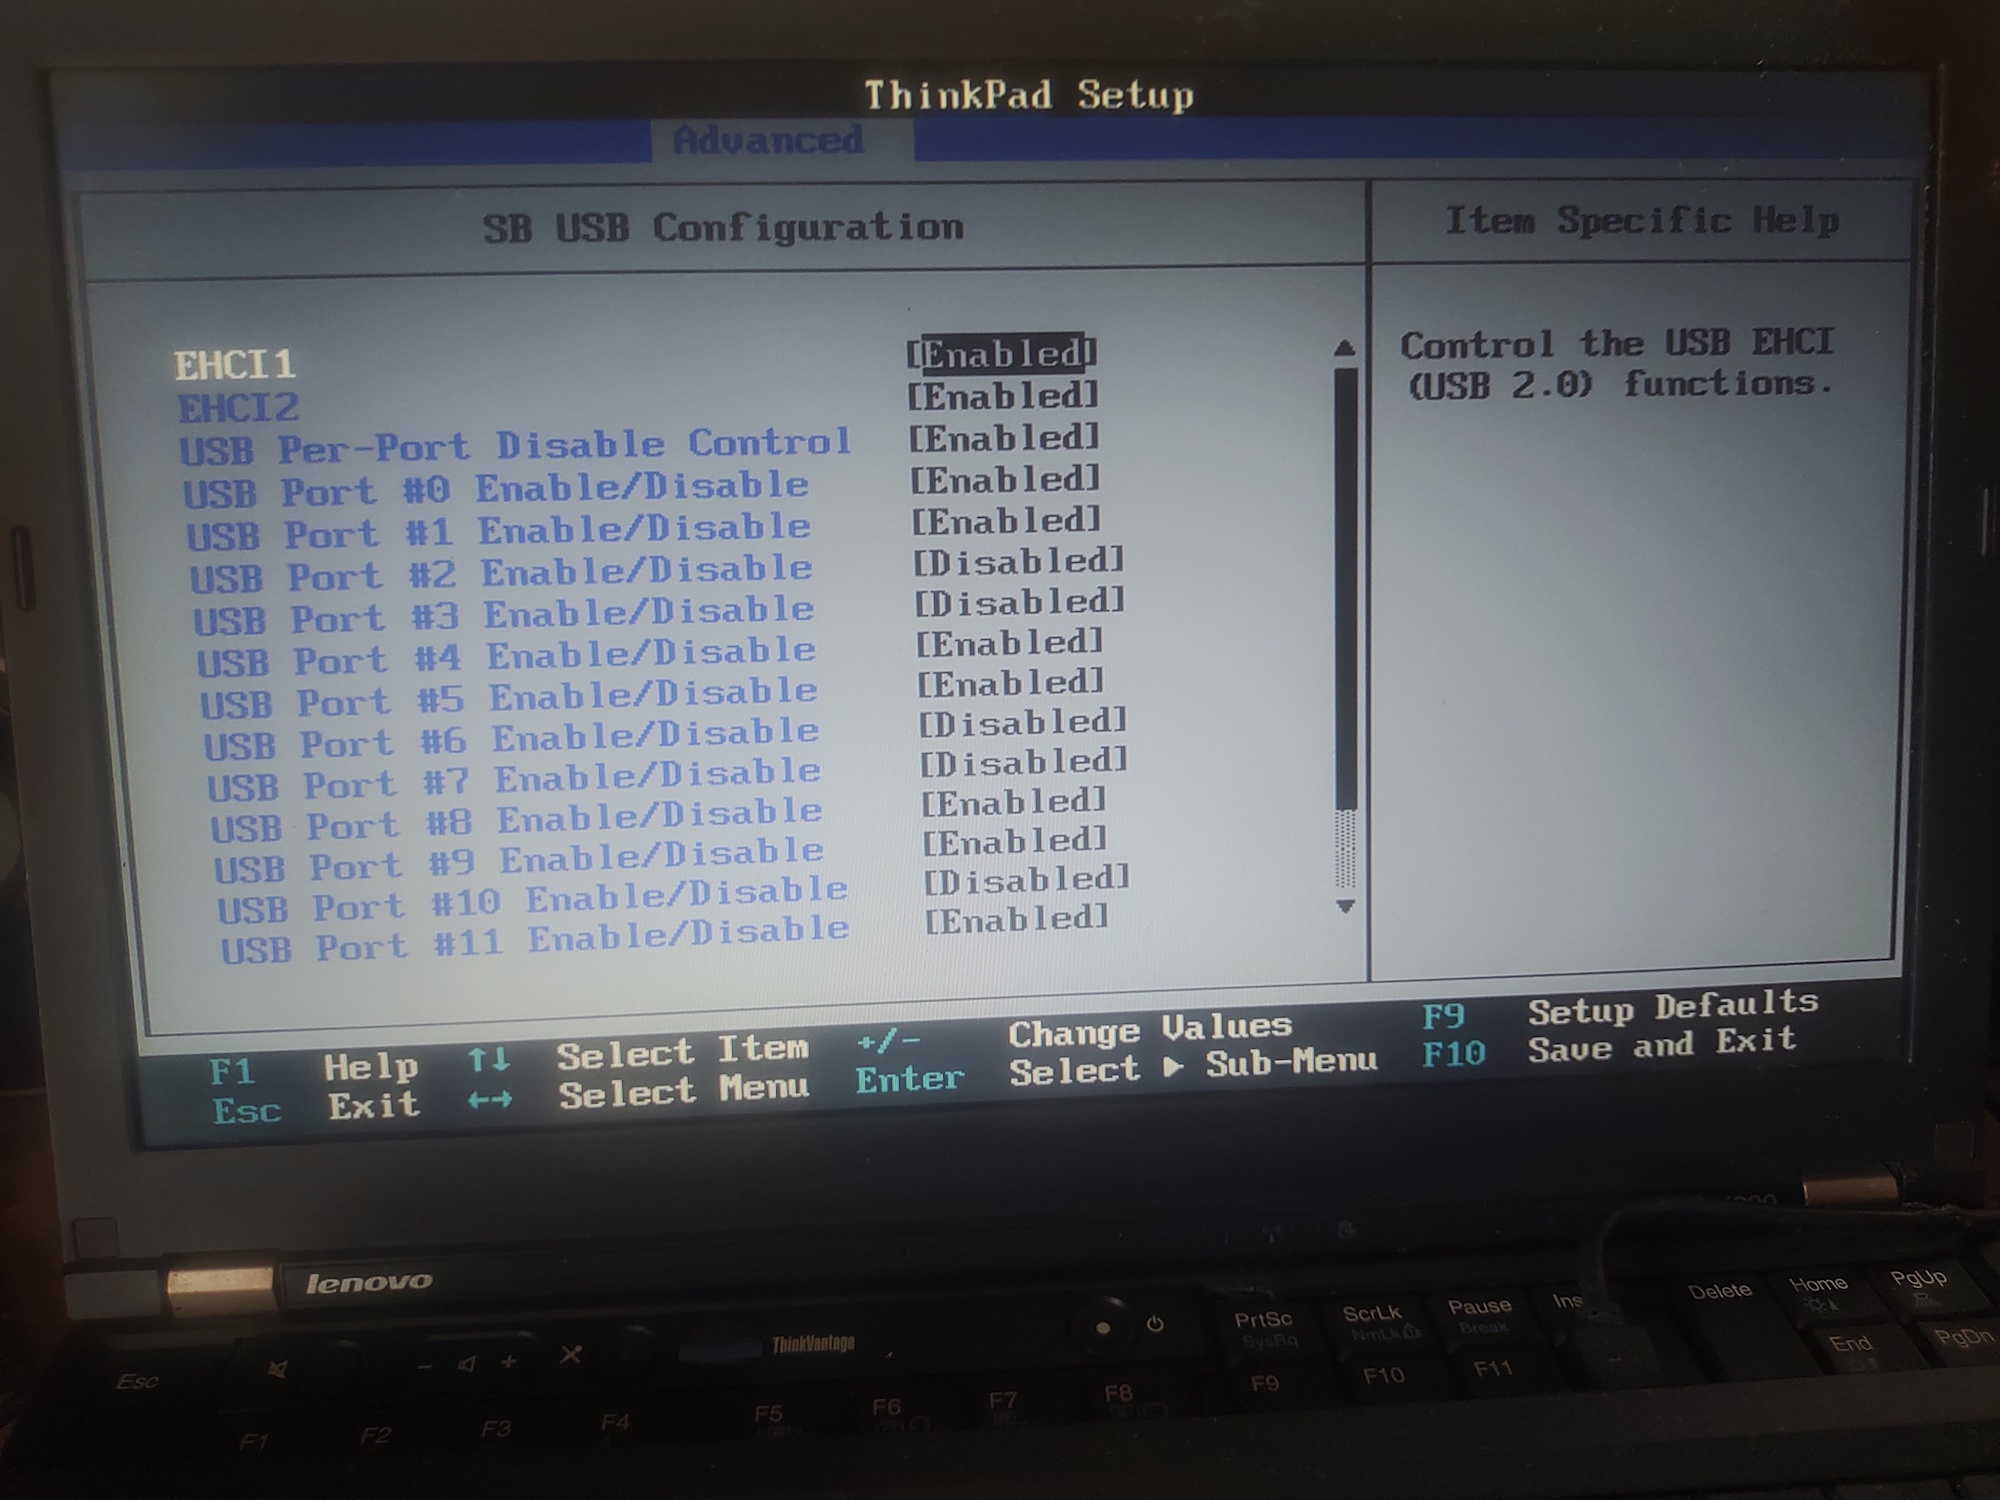 ThinkPad Setup
Advanced
SB USB Configuration
Item Specific Help
EHCI1 [Enabled]
EHCI2 [Enabled]
USB Per-Port Disable Control [Enabled]
USB Port #0 Enable/Disable [Enabled]
USB Port #1 Enable/Disable [Enabled]
USB Port #2 Enable/Disable [Disabled]
USB Port #3 Enable/Disable [Disabled]
USB Port #4 Enable/Disable [Enabled]
USB Port #5 Enable/Disable [Enabled]
USB Port #6 Enable/Disable [Disabled]
USB Port #7 Enable/Disable [Disabled]
USB Port #8 Enable/Disable [Enabled]
USB Port #9 Enable/Disable [Enabled]
USB Port #10 Enable/Disable [Disabled]
USB Port #11 Enable/Disable [Enabled]
Control the USB EHCI
(USB 2.0) functions.
F1 Help ↑↓ Select Item +/- Change Values F9 Setup Defaults
Esc Exit ←→ Select Menu Enter Select ▶ Sub-Menu F10 Save and Exit
lenovo
ThinkVantage
PrtSc ScrLk Pause Ins Delete Home PgUp
SysRq NmLk Break
Esc - + End PgDn
F1 F2 F3 F4 F5 F6 F7 F8 F9 F10 F11